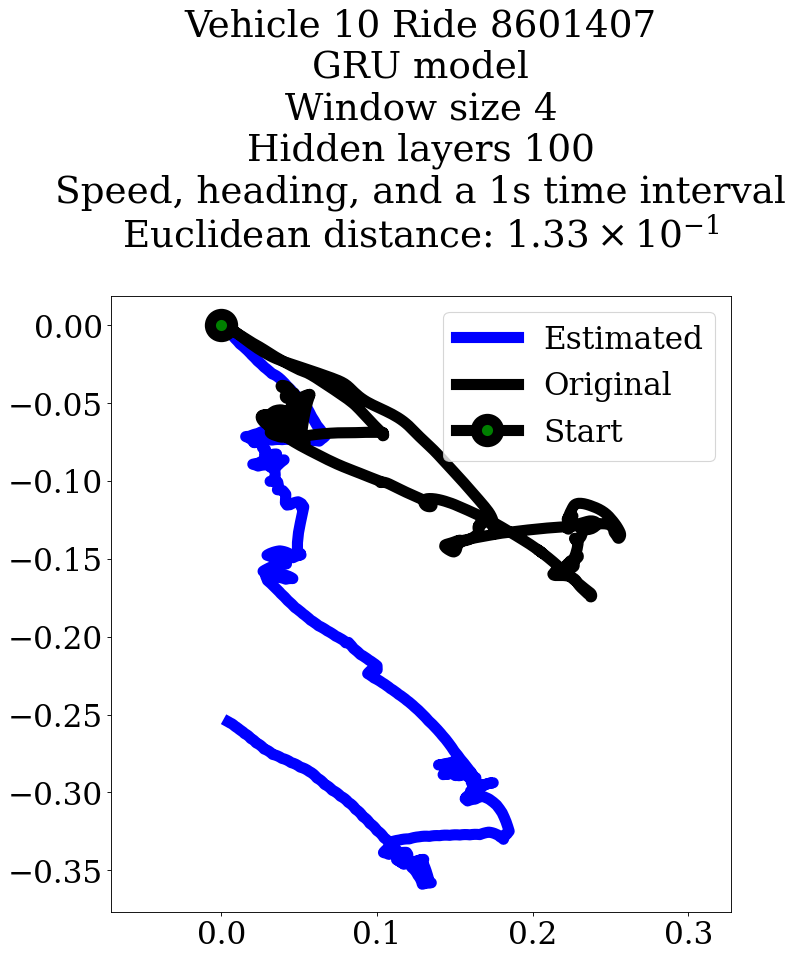 Vehicle 10 Ride 8601407
GRU model
Window size 4
Hidden layers 100
Speed, heading, and a 1s time interval
Euclidean distance: 1.33 × 10⁻¹
Estimated
Original
Start
0.00
−0.05
−0.10
−0.15
−0.20
−0.25
−0.30
−0.35
0.0 0.1 0.2 0.3